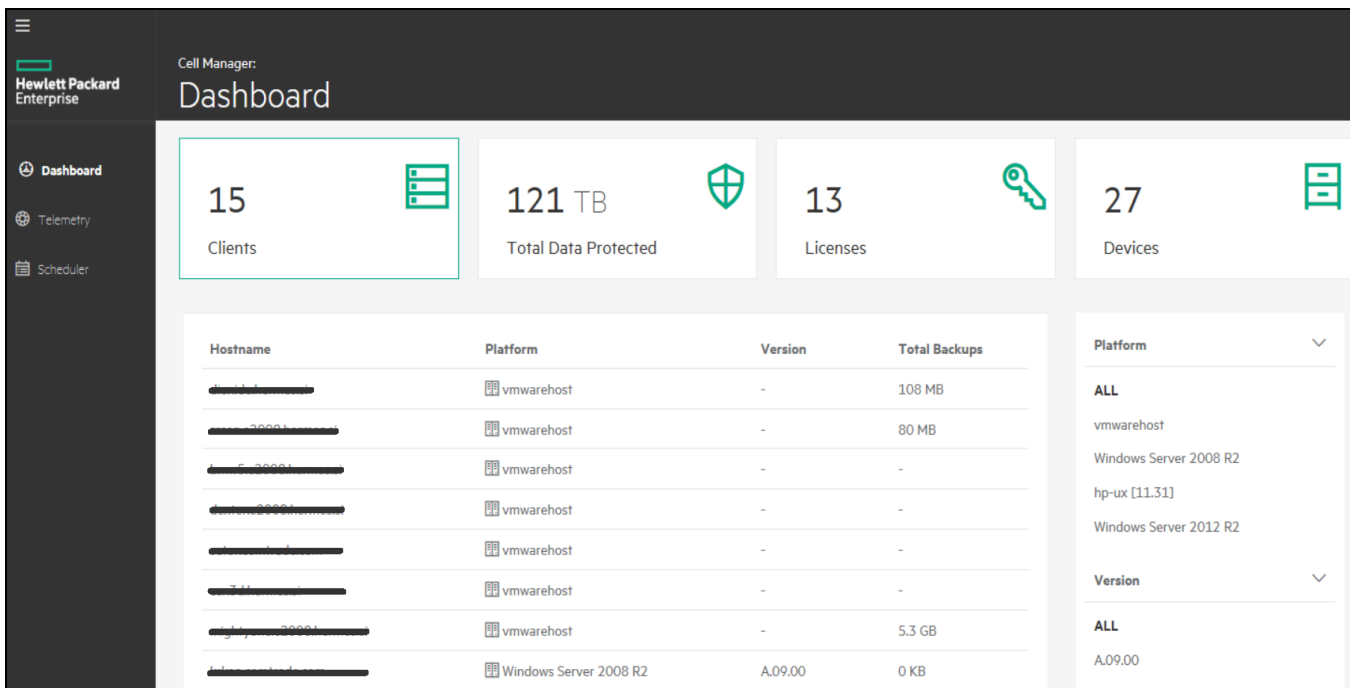 Hewlett Packard
Enterprise
Cell Manager:
Dashboard
Dashboard
Telemetry
Scheduler
15
Clients
121 TB
Total Data Protected
13
Licenses
27
Devices
Hostname Platform Version Total Backups
vmwarehost - 108 MB
vmwarehost - 80 MB
vmwarehost - -
vmwarehost - -
vmwarehost - -
vmwarehost - -
vmwarehost - 5.3 GB
Windows Server 2008 R2 A.09.00 0 KB
Platform
ALL
vmwarehost
Windows Server 2008 R2
hp-ux [11.31]
Windows Server 2012 R2
Version
ALL
A.09.00